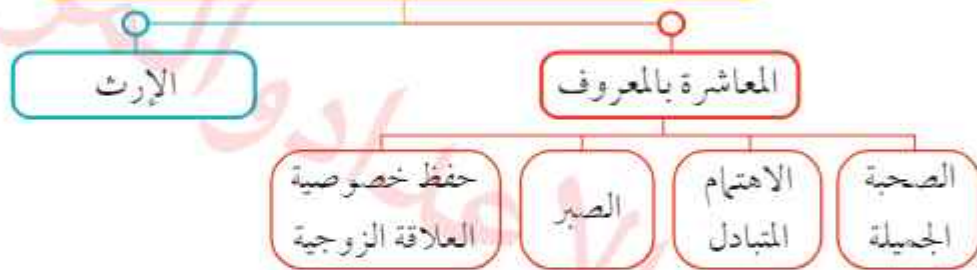 المعاشرة بالمعروف
الإرث
الصحبة
الجميلة
الاهتمام
المتبادل
الصبر
حفظ خصوصية
العلاقة الزوجية